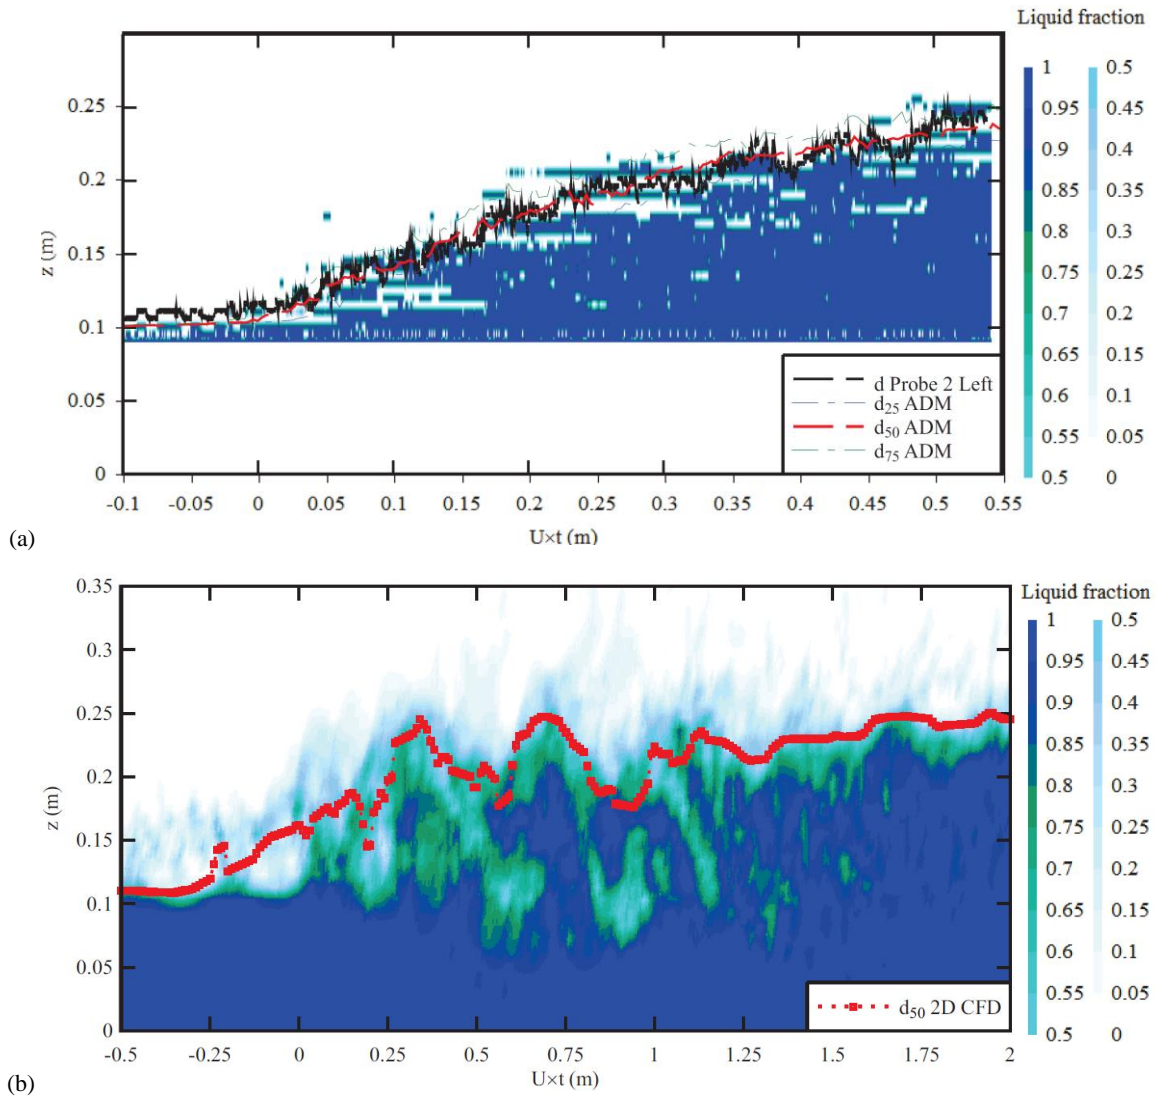 Liquid fraction
1 0.5
0.95 0.45
0.9 0.4
0.85 0.35
0.8 0.3
0.75 0.25
0.7 0.2
0.65 0.15
0.6 0.1
0.55 0.05
0.5 0
z (m)
0.25
0.2
0.15
0.1
0.05
0
d Probe 2 Left
d25 ADM
d50 ADM
d75 ADM
-0.1 -0.05 0 0.05 0.1 0.15 0.2 0.25 0.3 0.35 0.4 0.45 0.5 0.55
U×t (m)
(a)
Liquid fraction
1 0.5
0.95 0.45
0.9 0.4
0.85 0.35
0.8 0.3
0.75 0.25
0.7 0.2
0.65 0.15
0.6 0.1
0.55 0.05
0.5 0
z (m)
0.35
0.3
0.25
0.2
0.15
0.1
0.05
0
d50 2D CFD
-0.5 -0.25 0 0.25 0.5 0.75 1 1.25 1.5 1.75 2
U×t (m)
(b)